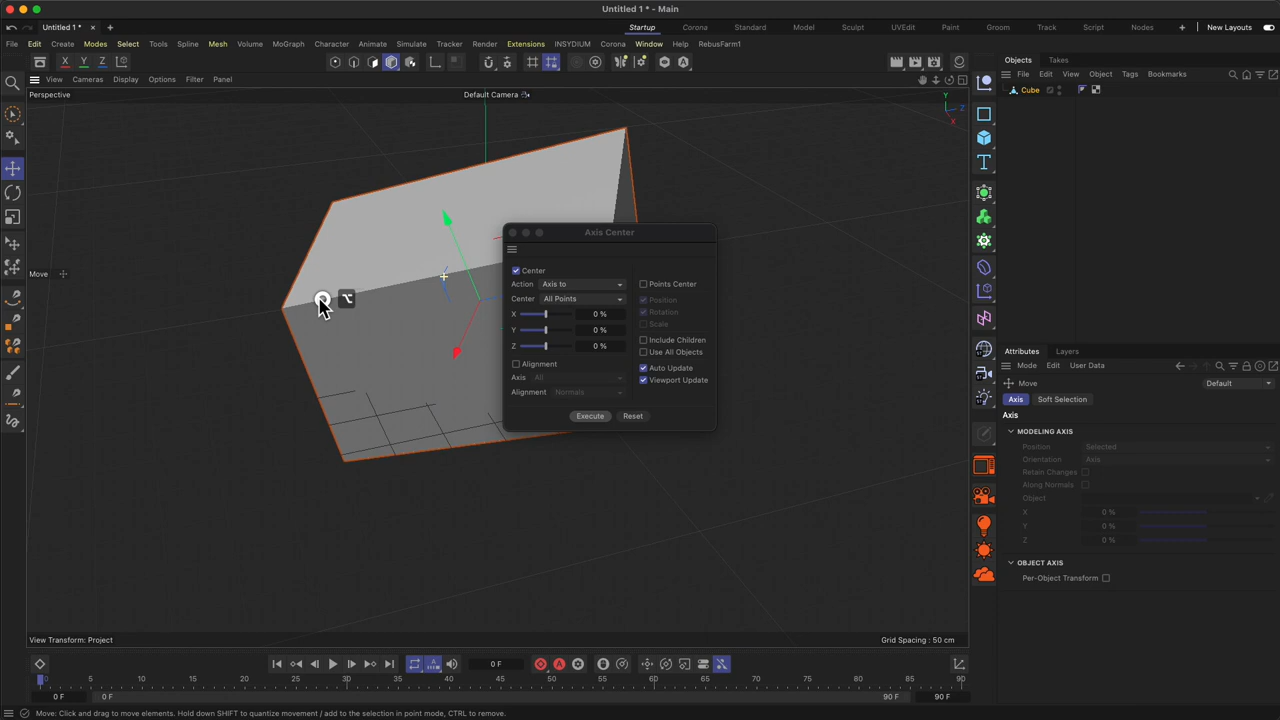 Untitled 1 * - Main
Untitled 1 *
Startup
Corona
Standard
Model
Sculpt
UVEdit
Paint
Groom
Track
Script
Nodes
New Layouts
File
Edit
Create
Modes
Select
Tools
Spline
Mesh
Volume
MoGraph
Character
Animate
Simulate
Tracker
Render
Extensions
INSYDIUM
Corona
Window
Help
RebusFarm1
X
Y
Z
View
Cameras
Display
Options
Filter
Panel
Perspective
Default Camera
Y
Z
X
Move
Axis Center
Center
Action Axis to
Center All Points
X 0 %
Y 0 %
Z 0 %
Alignment
Axis All
Alignment Normals
Points Center
Position
Rotation
Scale
Include Children
Use All Objects
Auto Update
Viewport Update
Execute
Reset
View Transform: Project
Grid Spacing : 50 cm
Objects
Takes
File
Edit
View
Object
Tags
Bookmarks
Cube
Attributes
Layers
Mode
Edit
View
Move
Default
Axis
Soft Selection
Axis
MODELING AXIS
Position Selected
Orientation Axis
Retain Changes
Along Normals
Object
X 0 %
Y 0 %
Z 0 %
OBJECT AXIS
Per-Object Transform
0 F
0 5 10 15 20 25 30 35 40 45 50 55 60 65 70 75 80 85 90
0 F
0 F
90 F
90 F
Move: Click and drag to move elements. Hold down SHIFT to quantize movement / add to the selection in point mode, CTRL to remove.